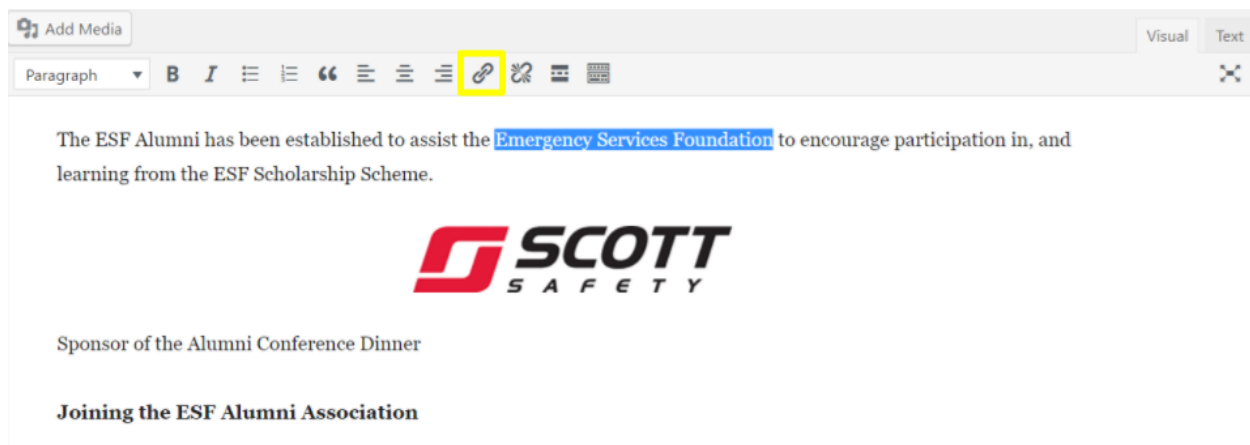 Add Media
Visual Text
Paragraph B I
The ESF Alumni has been established to assist the Emergency Services Foundation to encourage participation in, and
learning from the ESF Scholarship Scheme.
SCOTT
SAFETY
Sponsor of the Alumni Conference Dinner
Joining the ESF Alumni Association